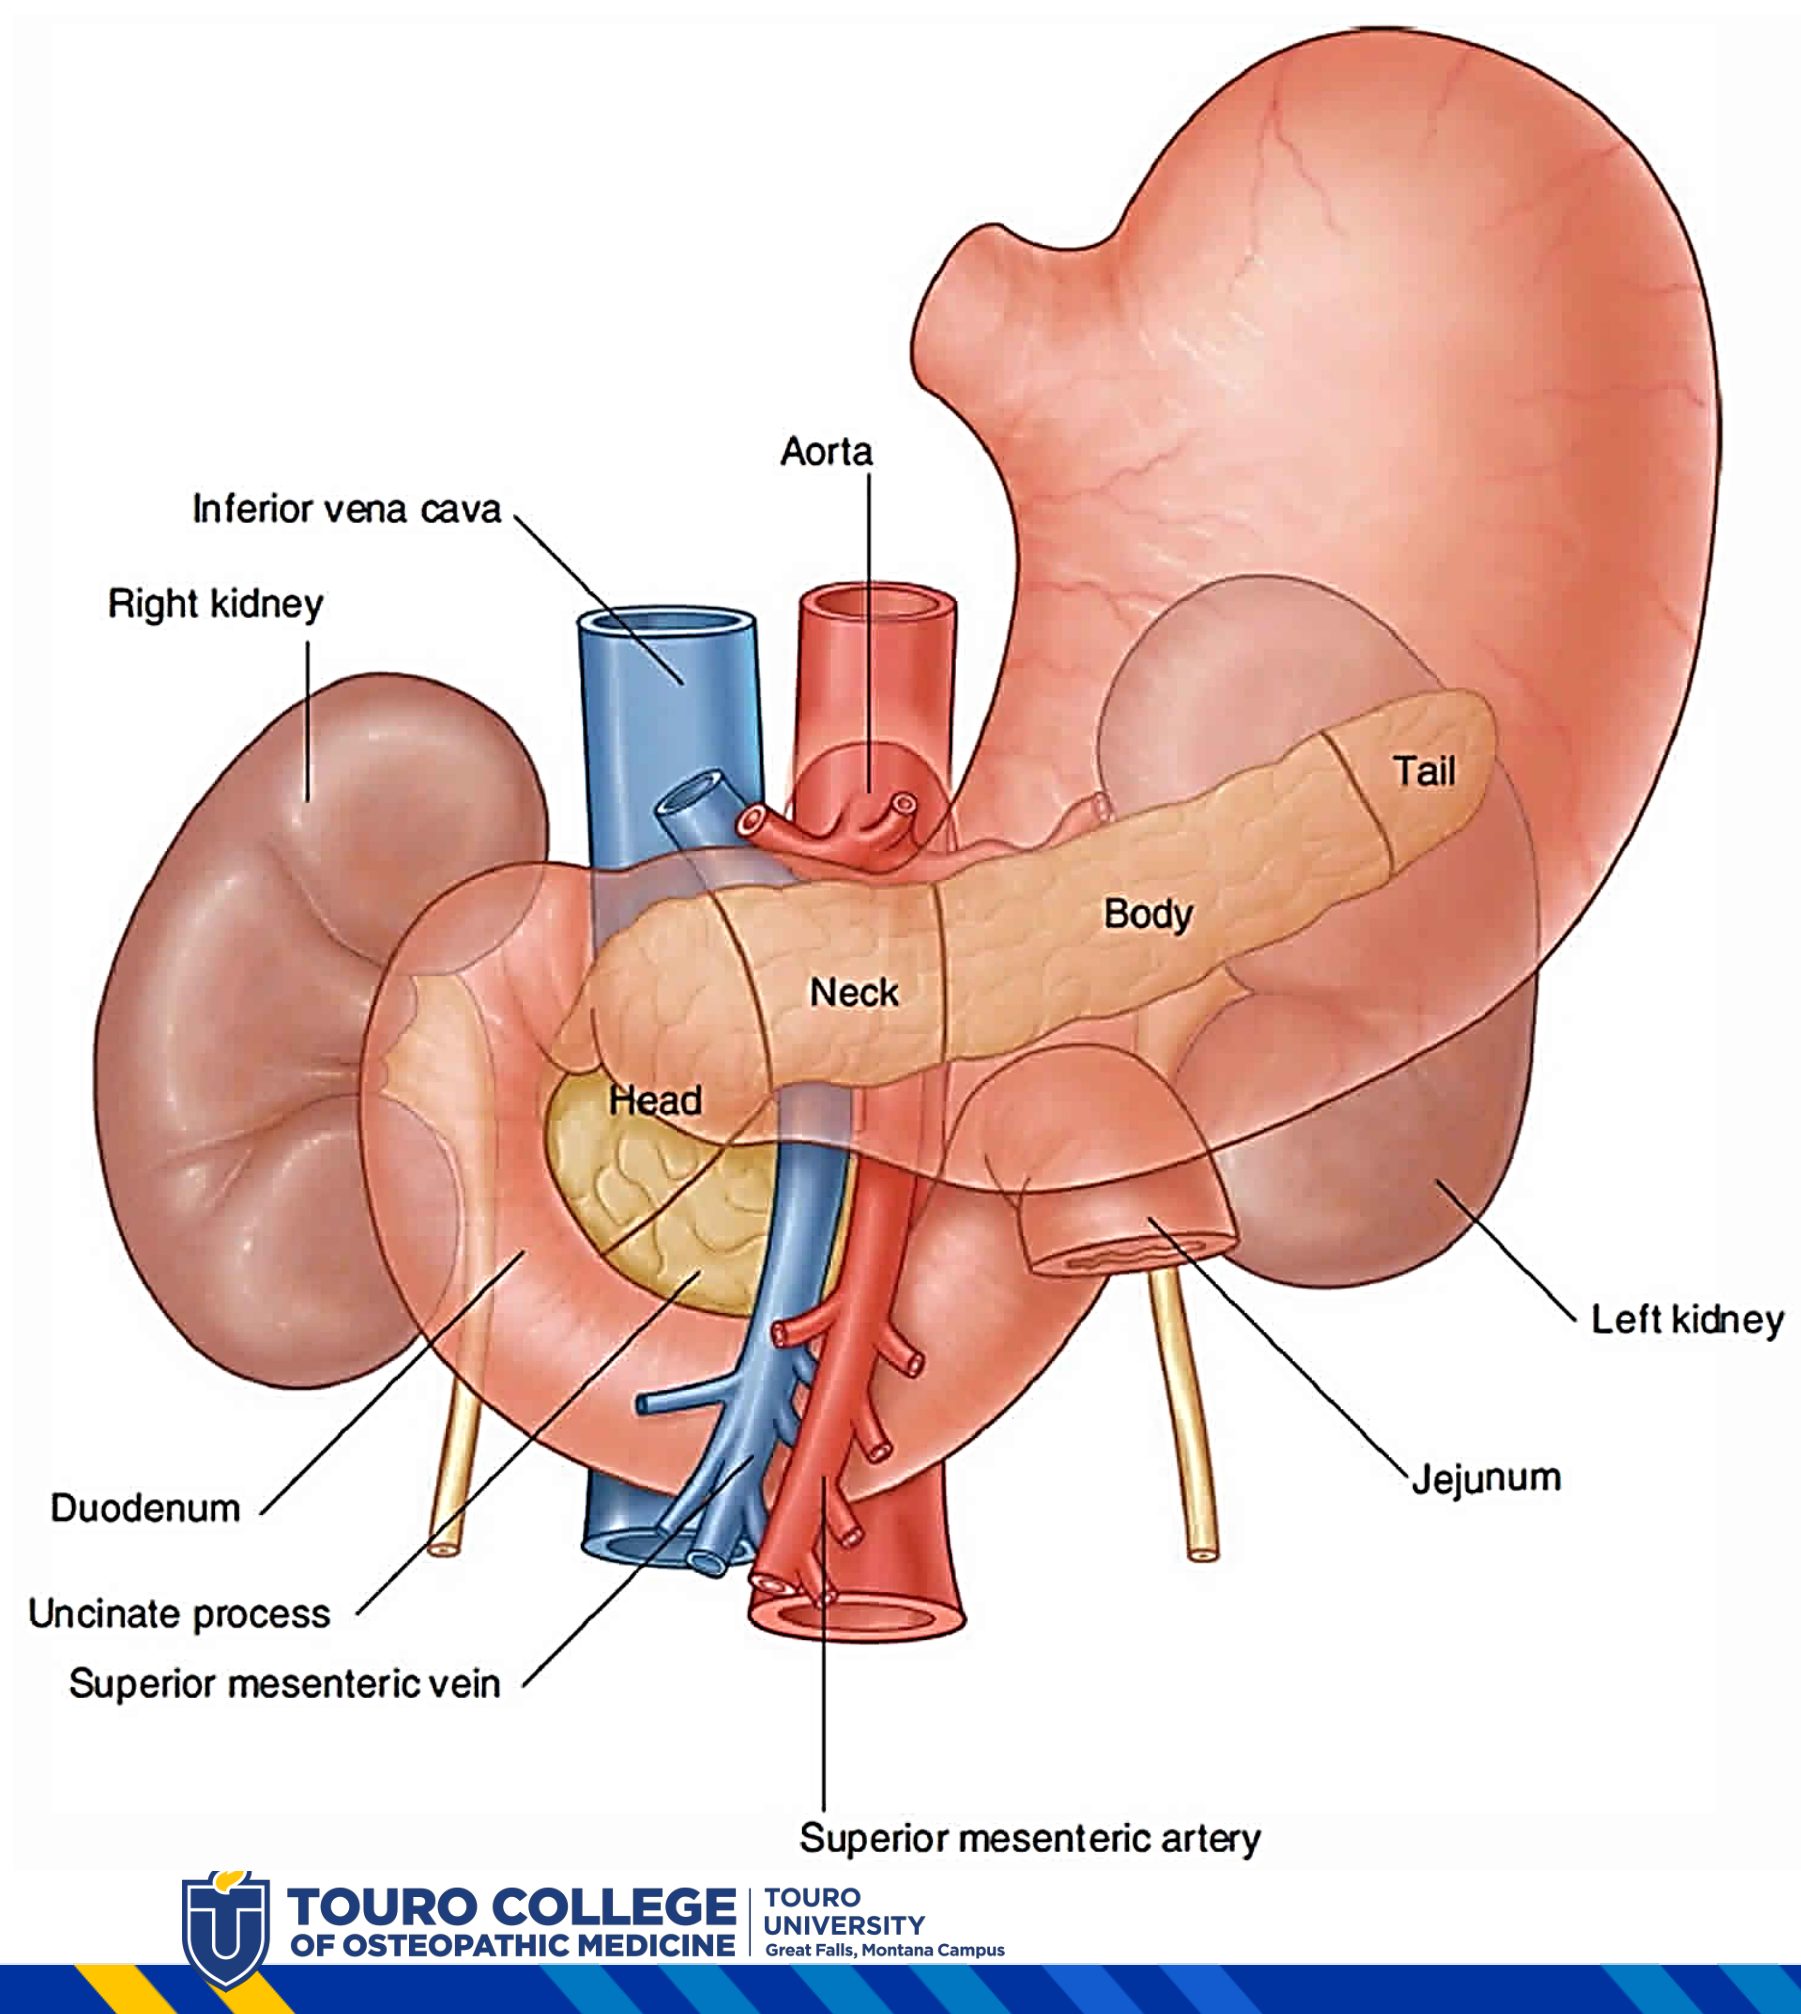 Aorta
Inferior vena cava
Right kidney
Tail
Body
Neck
Head
Left kidney
Jejunum
Duodenum
Uncinate process
Superior mesenteric vein
Superior mesenteric artery
TOURO COLLEGE
OF OSTEOPATHIC MEDICINE
TOURO
UNIVERSITY
Great Falls, Montana Campus